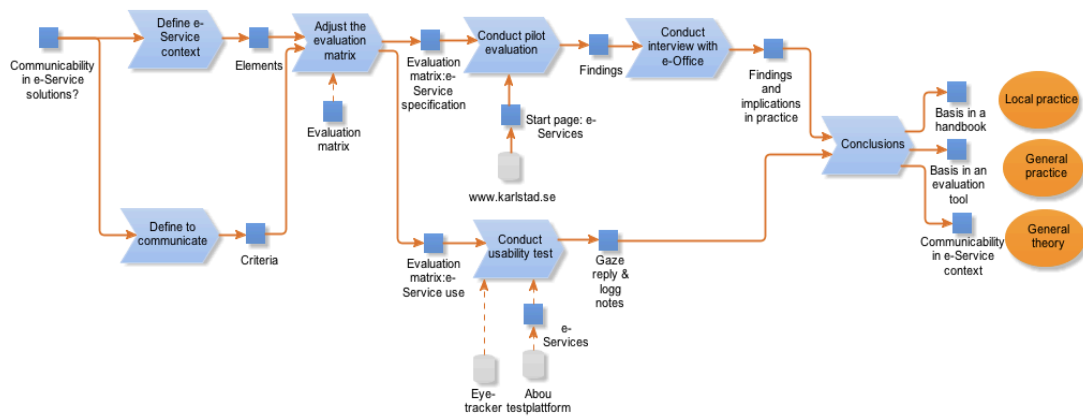 Communicability
in e-Service
solutions?
Define e-
Service
context
Elements
Adjust the
evaluation
matrix
Evaluation
matrix
Evaluation
matrix:e-
Service
specification
Conduct pilot
evaluation
Start page: e-
Services
www.karlstad.se
Findings
Conduct
interview with
e-Office
Findings
and
implications
in practice
Define to
communicate
Criteria
Evaluation
matrix:e-
Service use
Conduct
usability test
Eye-
tracker
e-
Services
Abou
testplattform
Gaze
reply &
logg
notes
Conclusions
Basis in a
handbook
Basis in an
evaluation
tool
Communicability
in e-Service
context
Local practice
General
practice
General
theory